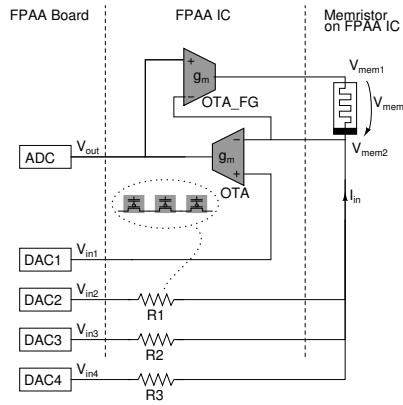 FPAA Board
FPAA IC
Memristor
on FPAA IC
+
gm
−
OTA_FG
Vmem1
Vmem
Vmem2
ADC
Vout
−
gm
+
OTA
Iin
DAC1
Vin1
DAC2
Vin2
R1
DAC3
Vin3
R2
DAC4
Vin4
R3